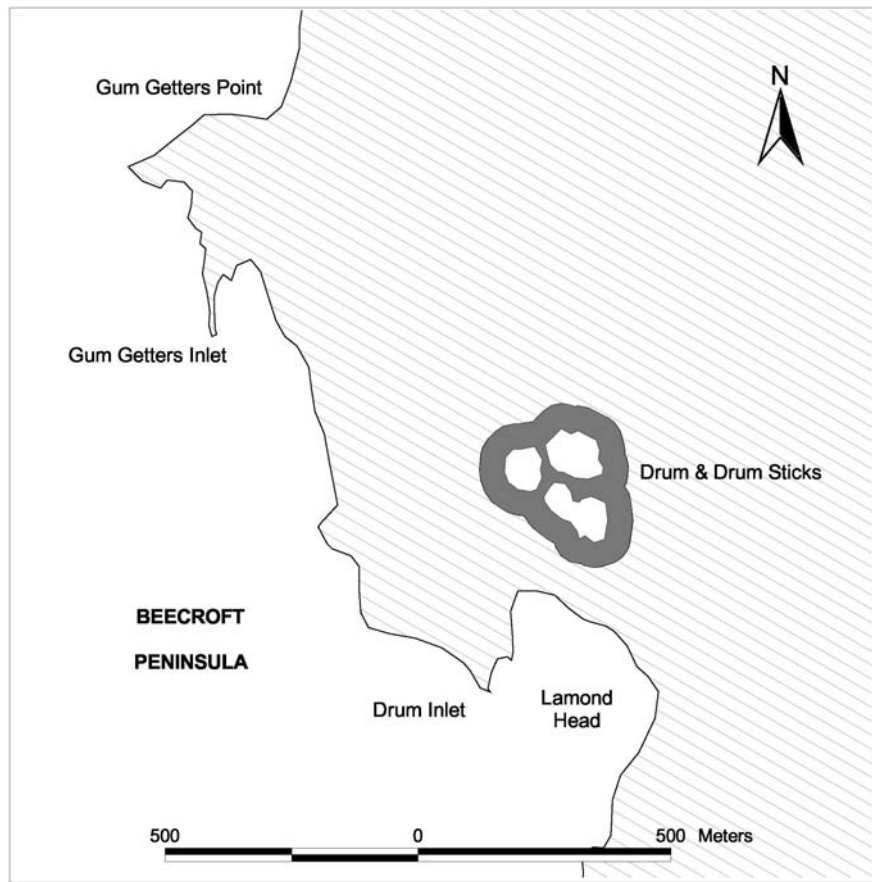 Gum Getters Point
N
Gum Getters Inlet
Drum & Drum Sticks
BEECROFT
PENINSULA
Drum Inlet
Lamond
Head
500 0 500 Meters